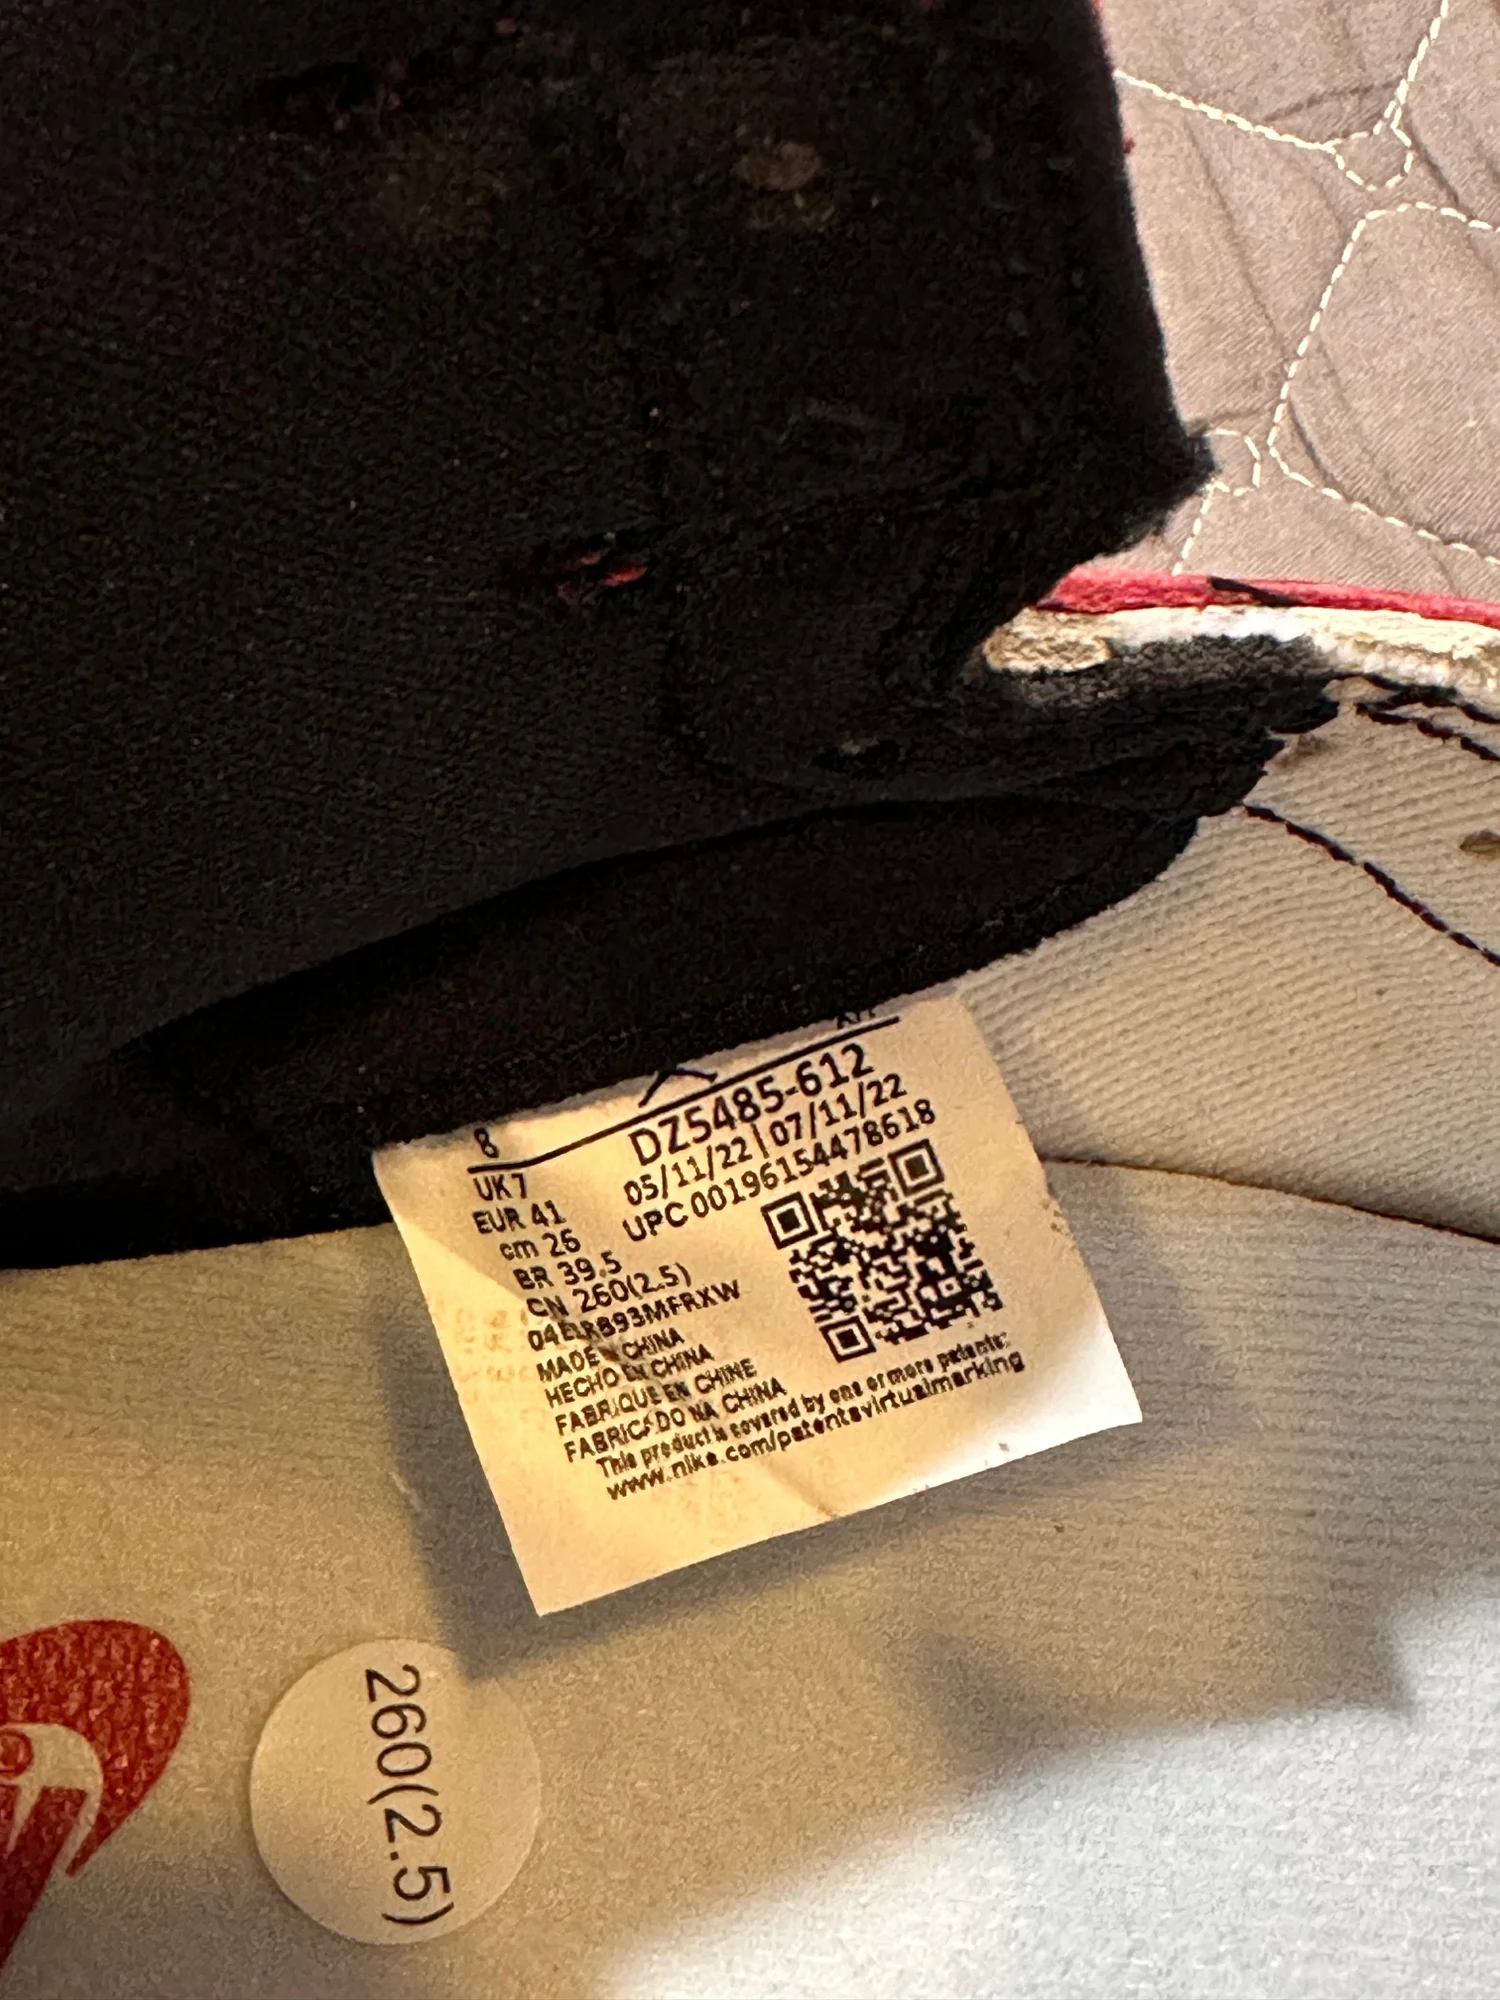 8
DZ5485-612
05/11/22|07/11/22
UPC 00196154478618
UK 7
EUR 41
cm 26
BR 39.5
CN 260(2.5)
MADE IN CHINA
HECHO EN CHINA
FABRIQUE EN CHINE
FABRICADO NA CHINA
This product is covered by one or more patents:
www.nike.com/patentsvirtualmarking
260(2.5)